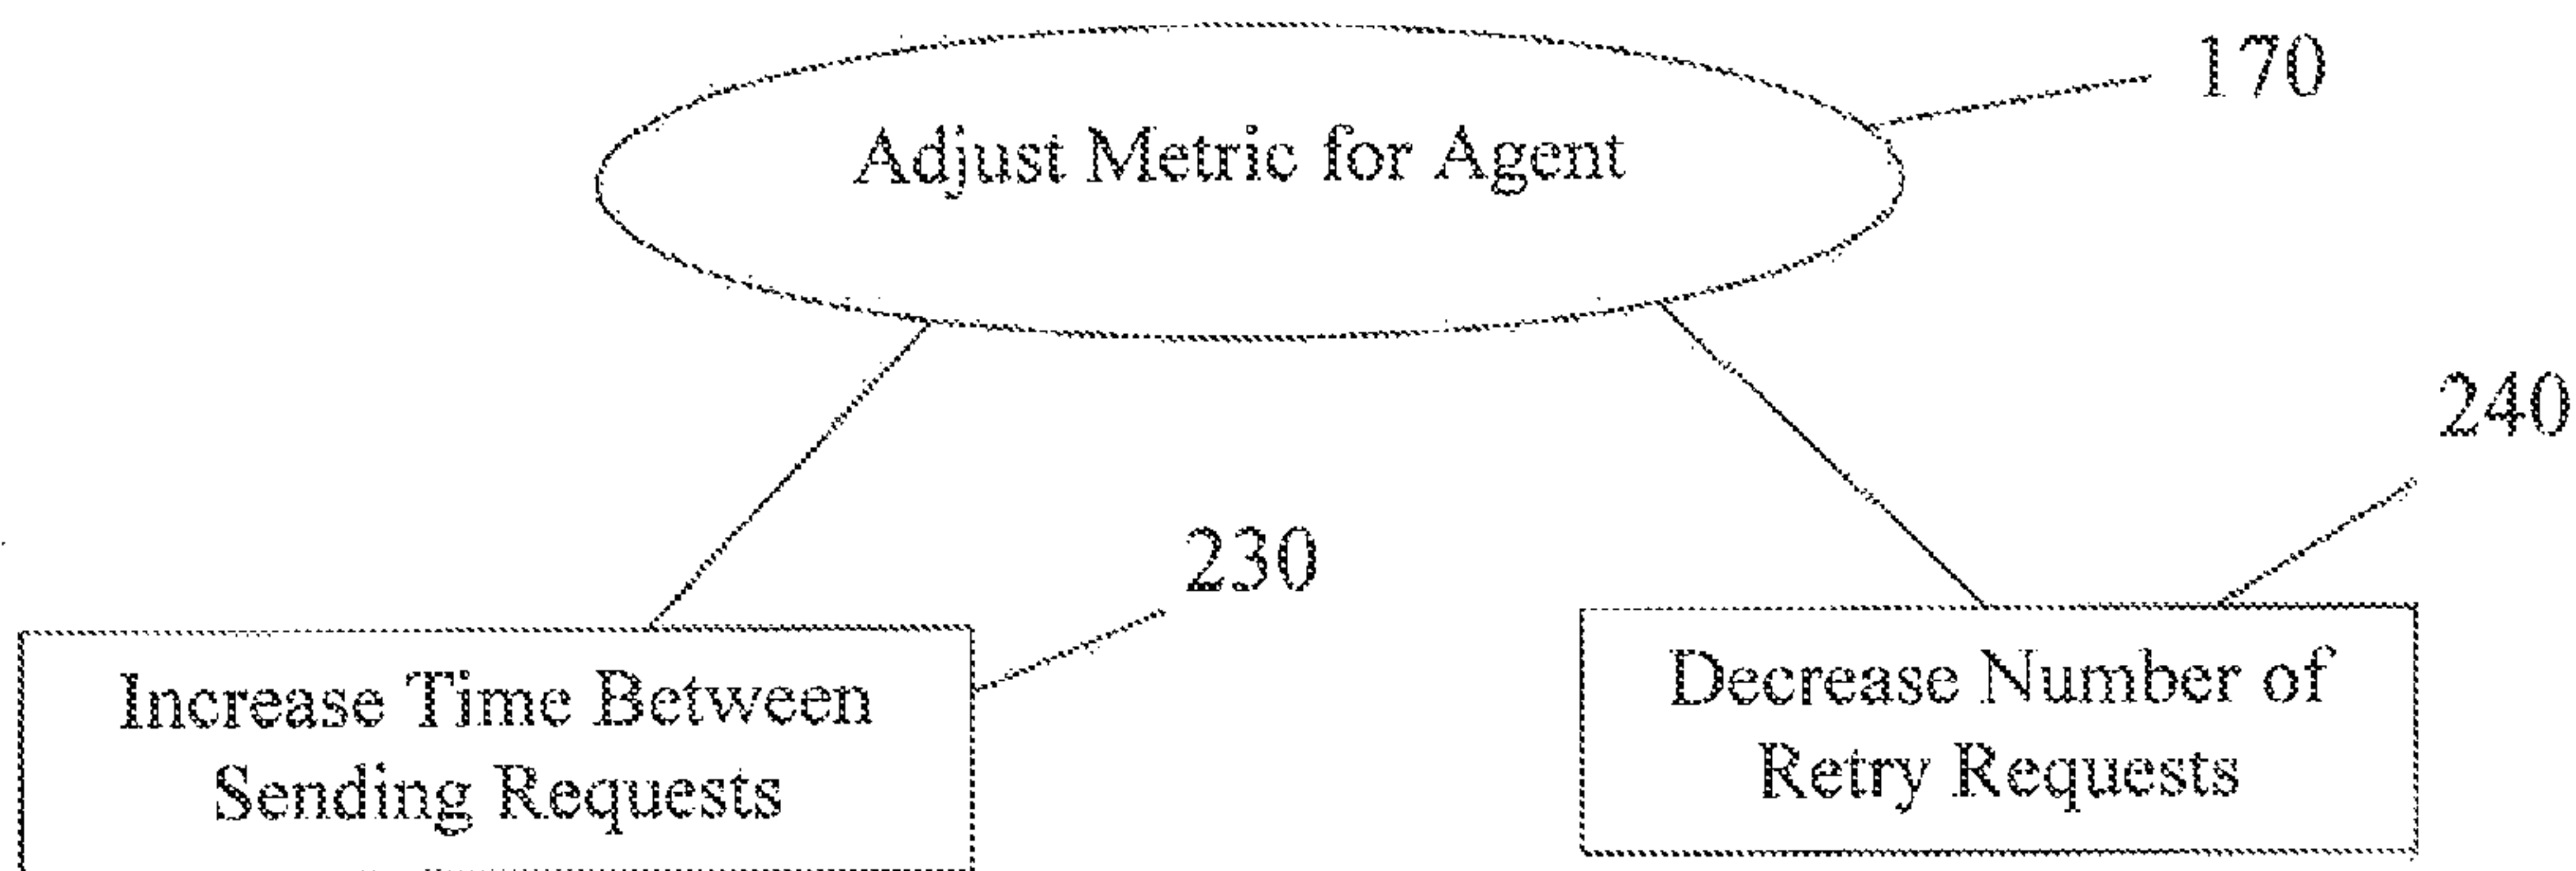 170
Adjust Metric for Agent
240
230
Increase Time Between
Sending Requests
Decrease Number of
Retry Requests